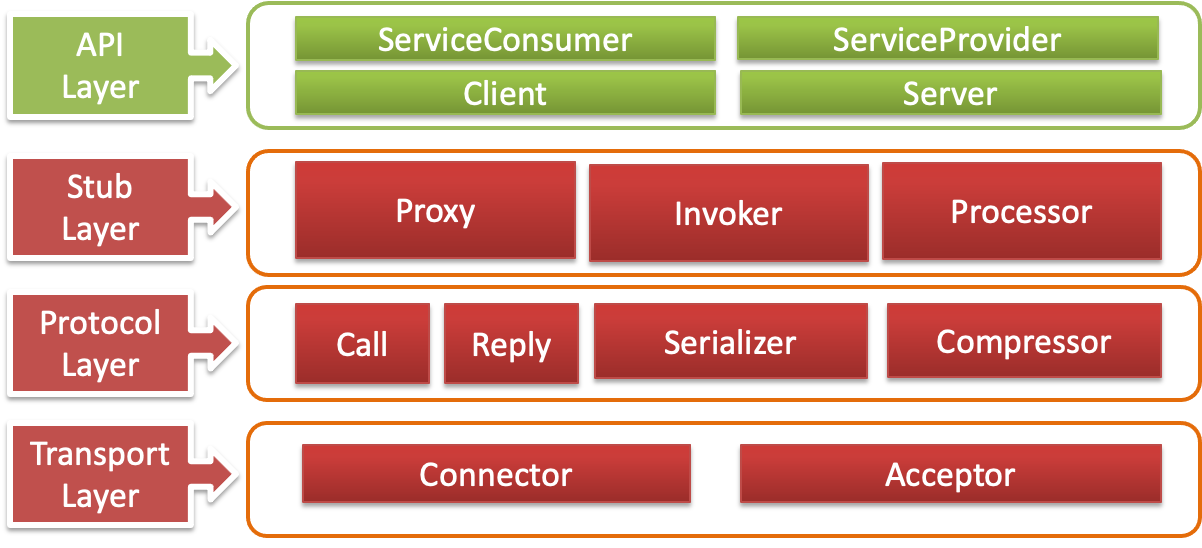 API
Layer
ServiceConsumer
ServiceProvider
Client
Server
Stub
Layer
Proxy
Invoker
Processor
Protocol
Layer
Call
Reply
Serializer
Compressor
Transport
Layer
Connector
Acceptor